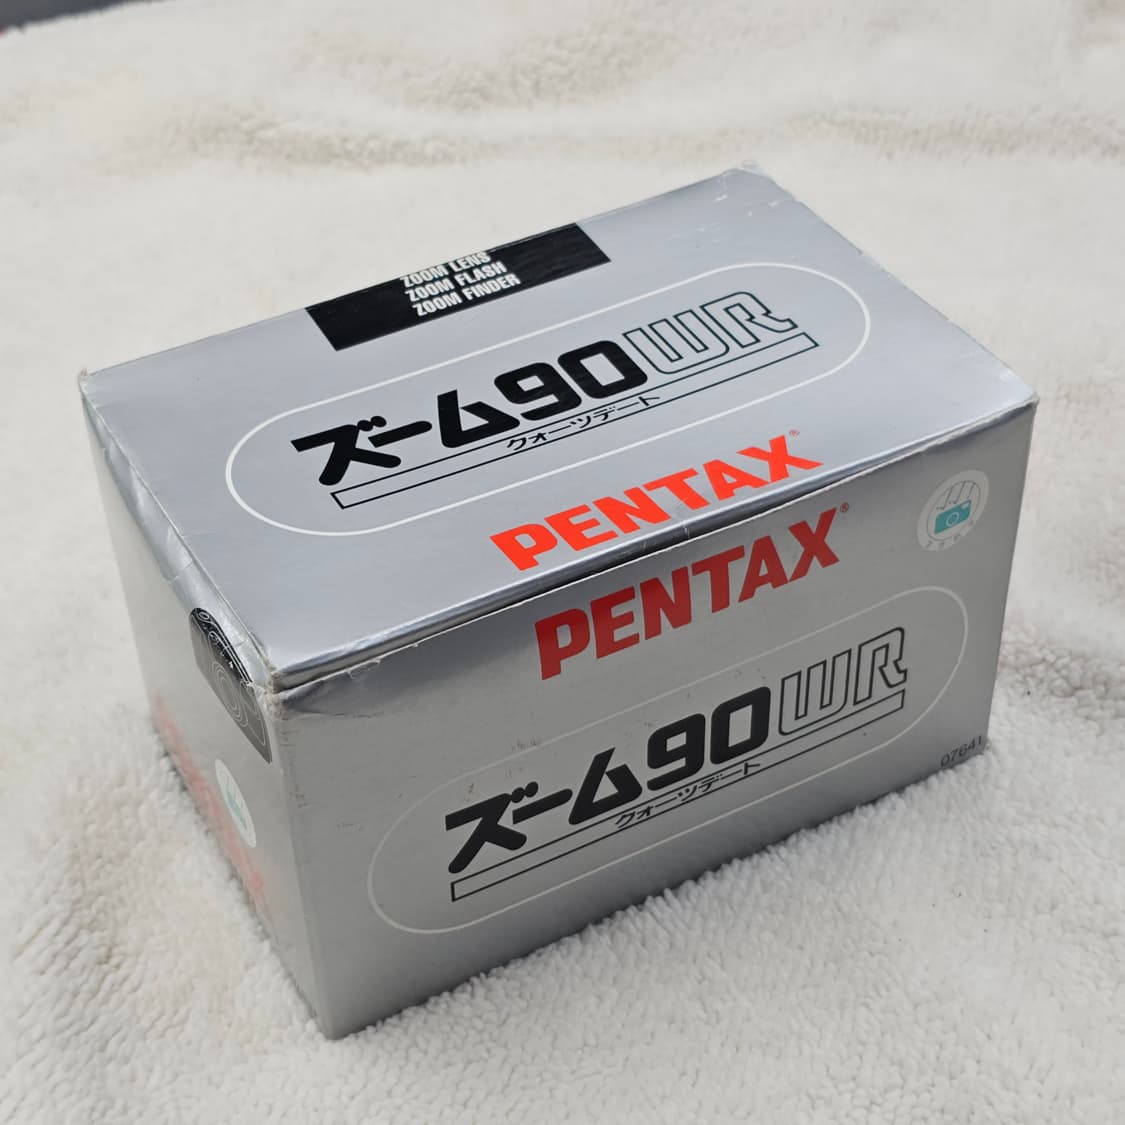 ZOOM LENS
ZOOM FLASH
ZOOM FINDER
ズーム90WR
クォーツデート
PENTAX®
PENTAX®
ズーム90WR
クォーツデート
07641